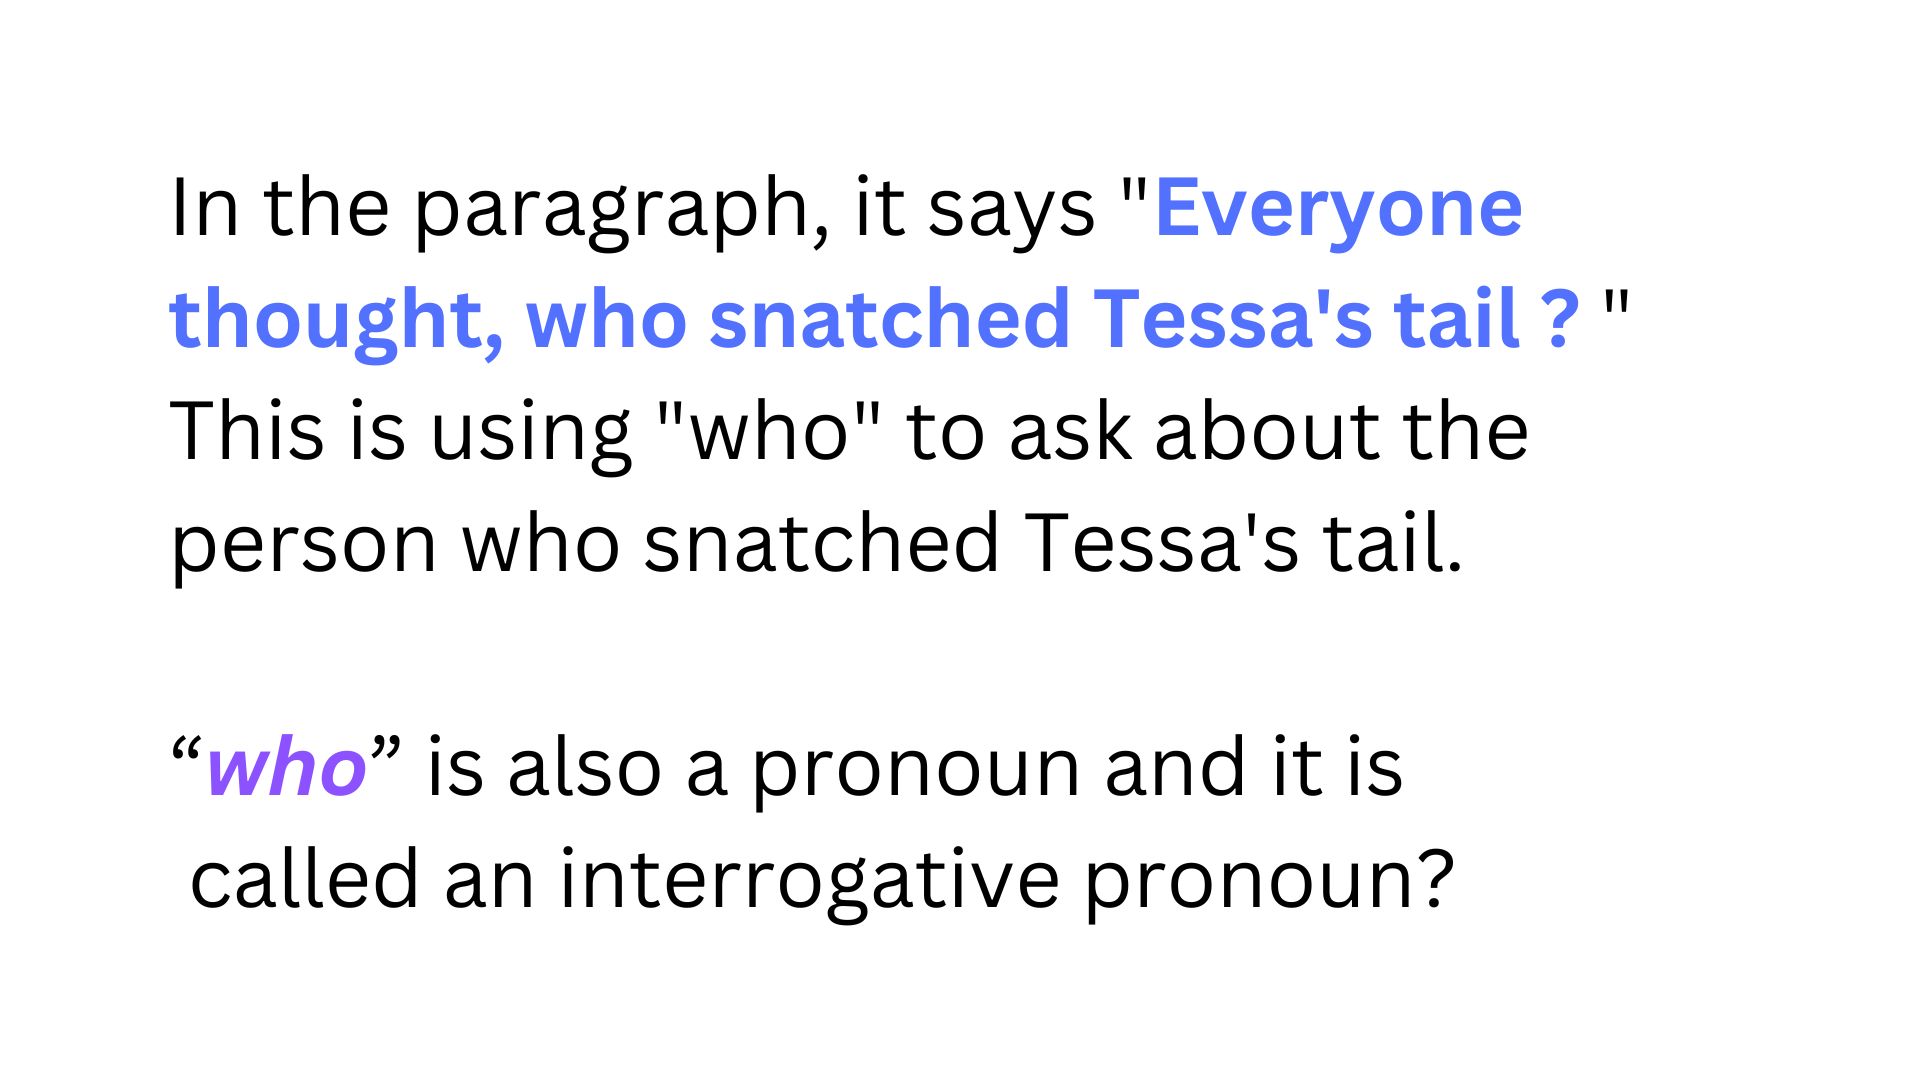 In the paragraph, it says "Everyone
thought, who snatched Tessa's tail ? "
This is using "who" to ask about the
person who snatched Tessa's tail.
“who” is also a pronoun and it is
called an interrogative pronoun?